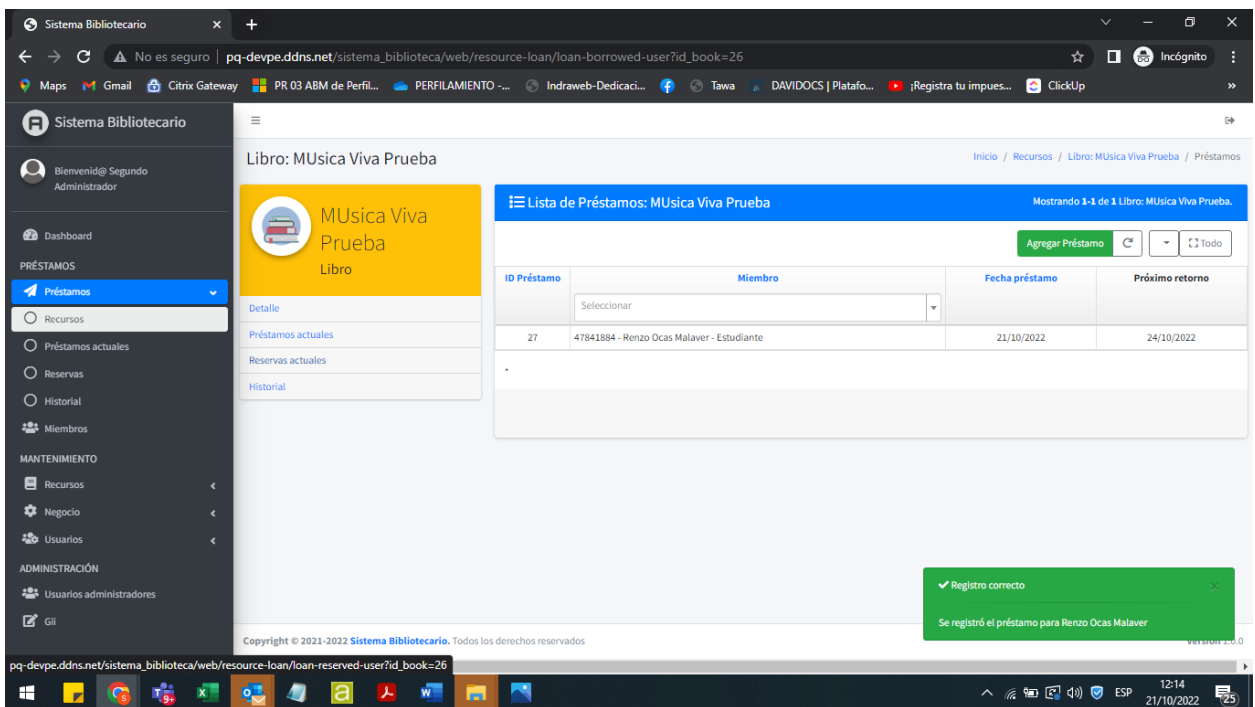 Sistema Bibliotecario
No es seguro | pq-devpe.ddns.net/sistema_biblioteca/web/resource-loan/loan-borrowed-user?id_book=26
Incógnito
Maps Gmail Citrix Gateway PR 03 ABM de Perfil... PERFILAMIENTO -... Indraweb-Dedicaci... Tawa DAVIDOCS | Platafo... ¡Registra tu impues... ClickUp »
Sistema Bibliotecario
Bienvenid@ Segundo
Administrador
Dashboard
PRÉSTAMOS
Préstamos
Recursos
Préstamos actuales
Reservas
Historial
Miembros
MANTENIMIENTO
Recursos
Negocio
Usuarios
ADMINISTRACIÓN
Usuarios administradores
Gii
Libro: MUsica Viva Prueba
Inicio / Recursos / Libro: MUsica Viva Prueba / Préstamos
MUsica Viva
Prueba
Libro
Detalle
Préstamos actuales
Reservas actuales
Historial
Lista de Préstamos: MUsica Viva Prueba
Mostrando 1-1 de 1 Libro: MUsica Viva Prueba.
Agregar Préstamo Todo
ID Préstamo Miembro Fecha préstamo Próximo retorno
Seleccionar
27 47841884 - Renzo Ocas Malaver - Estudiante 21/10/2022 24/10/2022
.
Registro correcto ×
Se registró el préstamo para Renzo Ocas Malaver
Copyright © 2021-2022 Sistema Bibliotecario. Todos los derechos reservados
Version 1.0.0
pq-devpe.ddns.net/sistema_biblioteca/web/resource-loan/loan-reserved-user?id_book=26
9+
ESP
12:14
21/10/2022
25